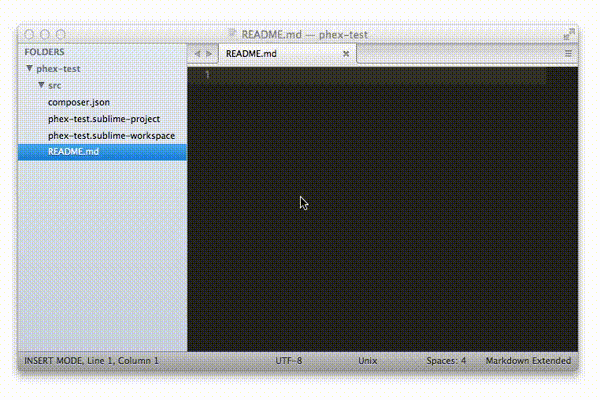 README.md — phex-test
FOLDERS
phex-test
src
composer.json
phex-test.sublime-project
phex-test.sublime-workspace
README.md
README.md
1
INSERT MODE, Line 1, Column 1 UTF-8 Unix Spaces: 4 Markdown Extended